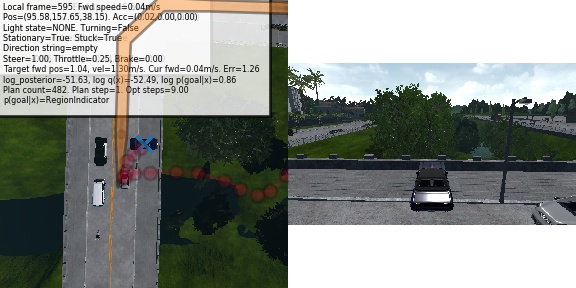 Local frame=595. Fwd speed=0.04m/s
Pos=(95.58,157.65,38.15). Acc=(0.02,0.00,0.00)
Light state=NONE. Turning=False
Stationary=True. Stuck=True
Direction string=empty
Steer=1.00, Throttle=0.25, Brake=0.00
Target fwd pos=1.04, vel=1.30m/s. Cur fwd=0.04m/s. Err=1.26
log_posterior=-51.63, log q(x)=-52.49, log p(goal|x)=0.86
Plan count=482. Plan step=1. Opt steps=9.00
p(goal|x)=RegionIndicator